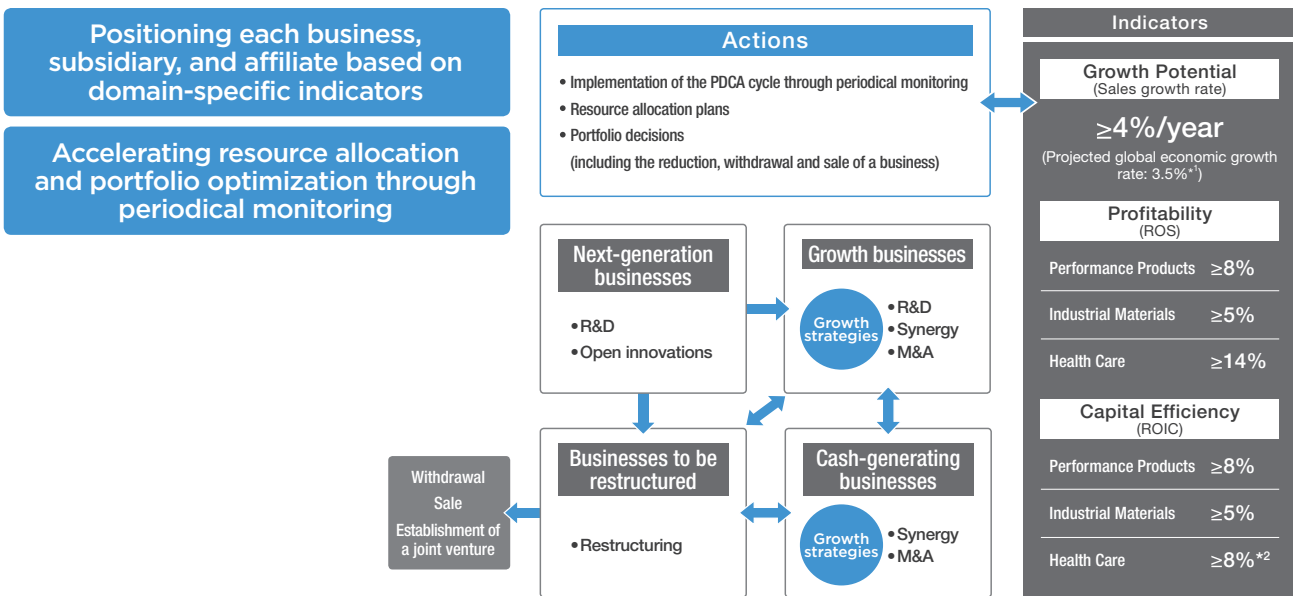 Positioning each business,
subsidiary, and affiliate based on
domain-specific indicators
Accelerating resource allocation
and portfolio optimization through
periodical monitoring
Actions
• Implementation of the PDCA cycle through periodical monitoring
• Resource allocation plans
• Portfolio decisions
(including the reduction, withdrawal and sale of a business)
Next-generation
businesses
• R&D
• Open innovations
Growth businesses
Growth
strategies
• R&D
• Synergy
• M&A
Businesses to be
restructured
• Restructuring
Cash-generating
businesses
Growth
strategies
• Synergy
• M&A
Withdrawal
Sale
Establishment of
a joint venture
Indicators
Growth Potential
(Sales growth rate)
≥4%/year
(Projected global economic growth
rate: 3.5%*1)
Profitability
(ROS)
Performance Products ≥8%
Industrial Materials ≥5%
Health Care ≥14%
Capital Efficiency
(ROIC)
Performance Products ≥8%
Industrial Materials ≥5%
Health Care ≥8%*2